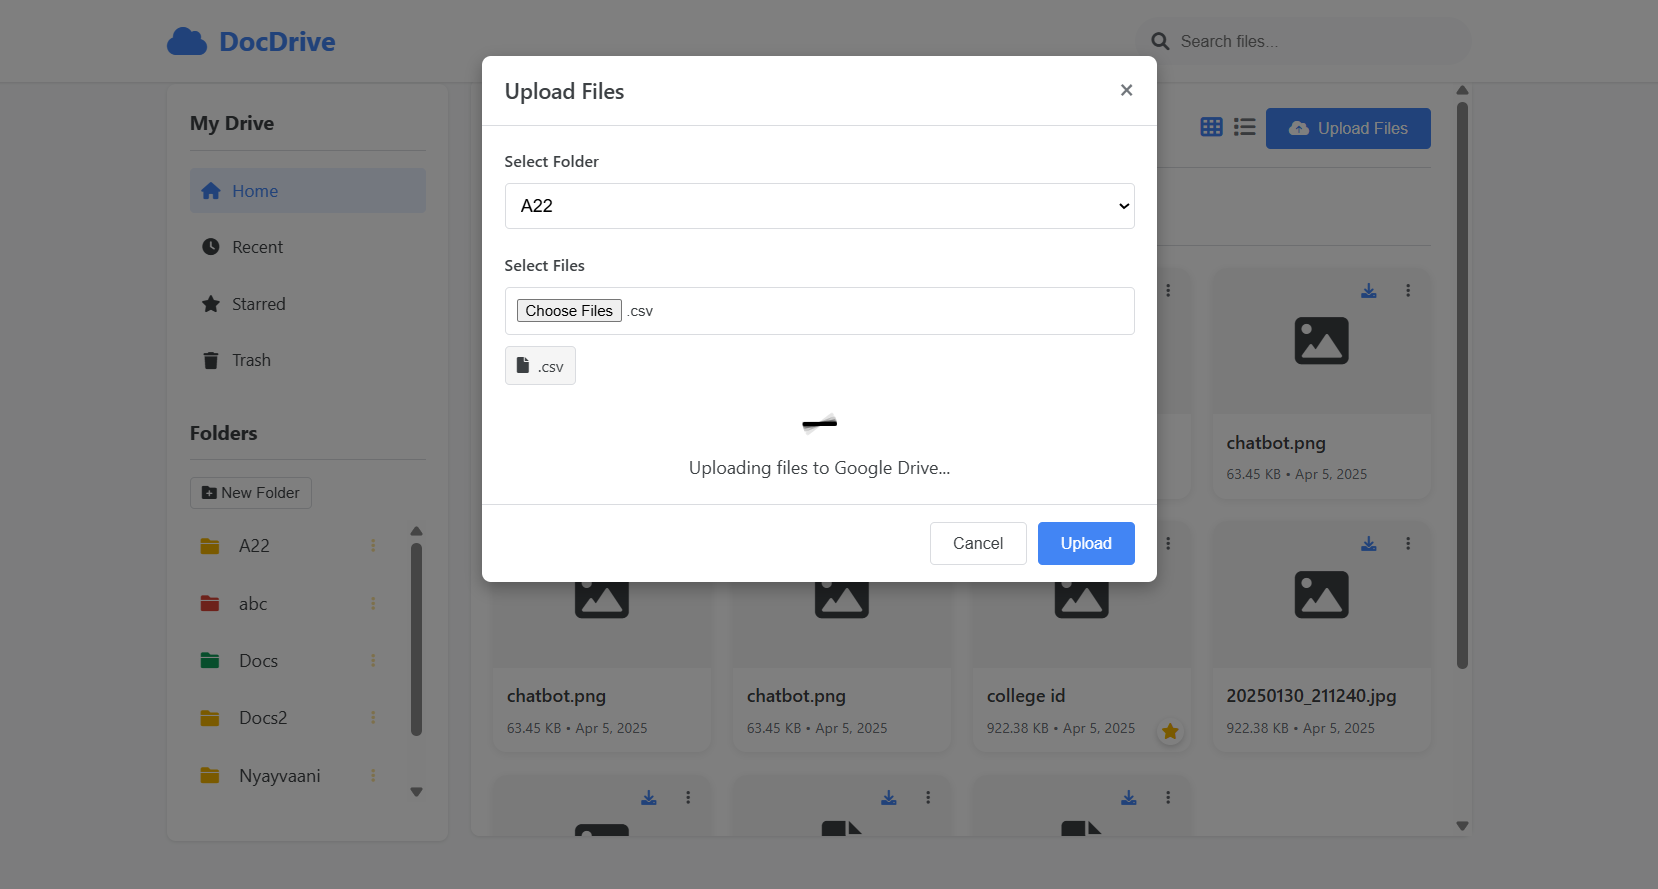 DocDrive
Search files...
My Drive
Home
Recent
Starred
Trash
Folders
New Folder
A22
abc
Docs
Docs2
Nyayvaani
Upload Files
Upload Files
×
Select Folder
A22
Select Files
Choose Files .csv
.csv
Uploading files to Google Drive...
Cancel
Upload
chatbot.png
63.45 KB • Apr 5, 2025
chatbot.png
63.45 KB • Apr 5, 2025
chatbot.png
63.45 KB • Apr 5, 2025
college id
922.38 KB • Apr 5, 2025
20250130_211240.jpg
922.38 KB • Apr 5, 2025